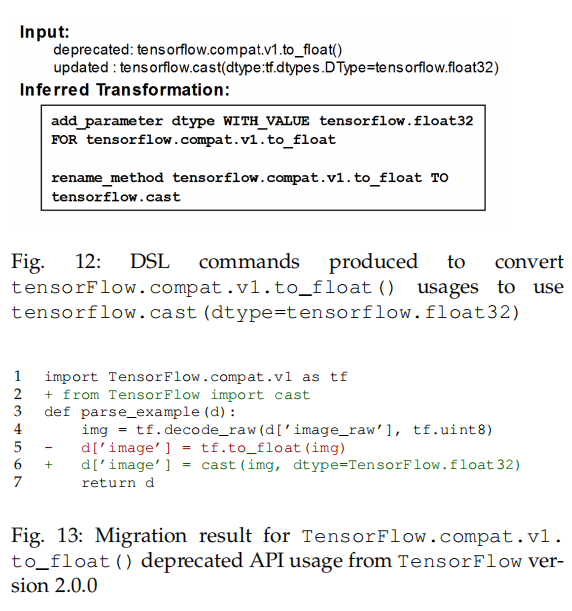 Input:
deprecated: tensorflow.compat.v1.to_float()
updated : tensorflow.cast(dtype:tf.dtypes.DType=tensorflow.float32)
Inferred Transformation:
add_parameter dtype WITH_VALUE tensorflow.float32
FOR tensorflow.compat.v1.to_float
rename_method tensorflow.compat.v1.to_float TO
tensorflow.cast
Fig. 12: DSL commands produced to convert
tensorFlow.compat.v1.to_float() usages to use
tensorflow.cast(dtype=tensorflow.float32)
1 import TensorFlow.compat.v1 as tf
2 + from TensorFlow import cast
3 def parse_example(d):
4 img = tf.decode_raw(d['image_raw'], tf.uint8)
5 - d['image'] = tf.to_float(img)
6 + d['image'] = cast(img, dtype=TensorFlow.float32)
7 return d
Fig. 13: Migration result for TensorFlow.compat.v1.
to_float() deprecated API usage from TensorFlow ver-
sion 2.0.0